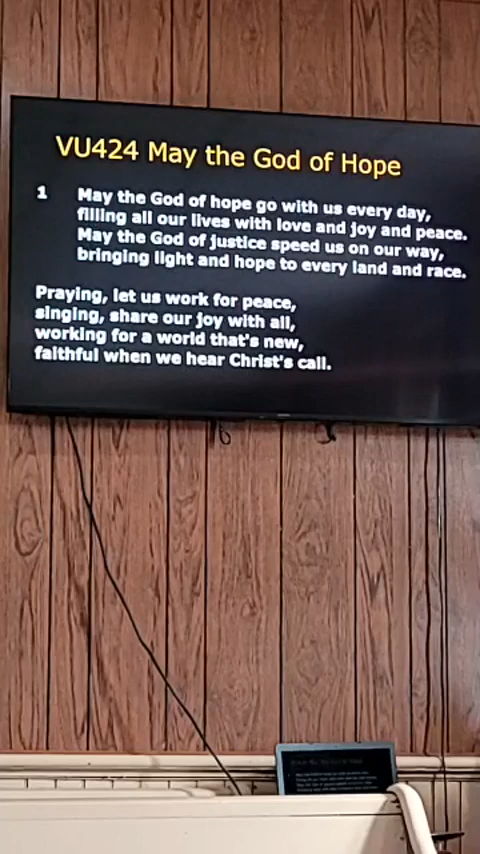 VU424 May the God of Hope
1 May the God of hope go with us every day,
filling all our lives with love and joy and peace.
May the God of justice speed us on our way,
bringing light and hope to every land and race.
Praying, let us work for peace,
singing, share our joy with all,
working for a world that's new,
faithful when we hear Christ's call.